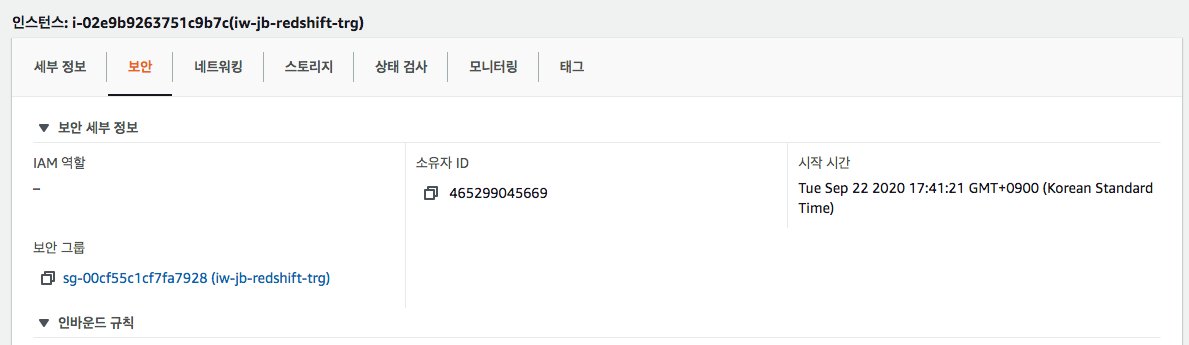 인스턴스: i-02e9b9263751c9b7c(iw-jb-redshift-trg)
세부 정보 보안 네트워킹 스토리지 상태 검사 모니터링 태그
보안 세부 정보
IAM 역할
–
소유자 ID
465299045669
시작 시간
Tue Sep 22 2020 17:41:21 GMT+0900 (Korean Standard
Time)
보안 그룹
sg-00cf55c1cf7fa7928 (iw-jb-redshift-trg)
인바운드 규칙